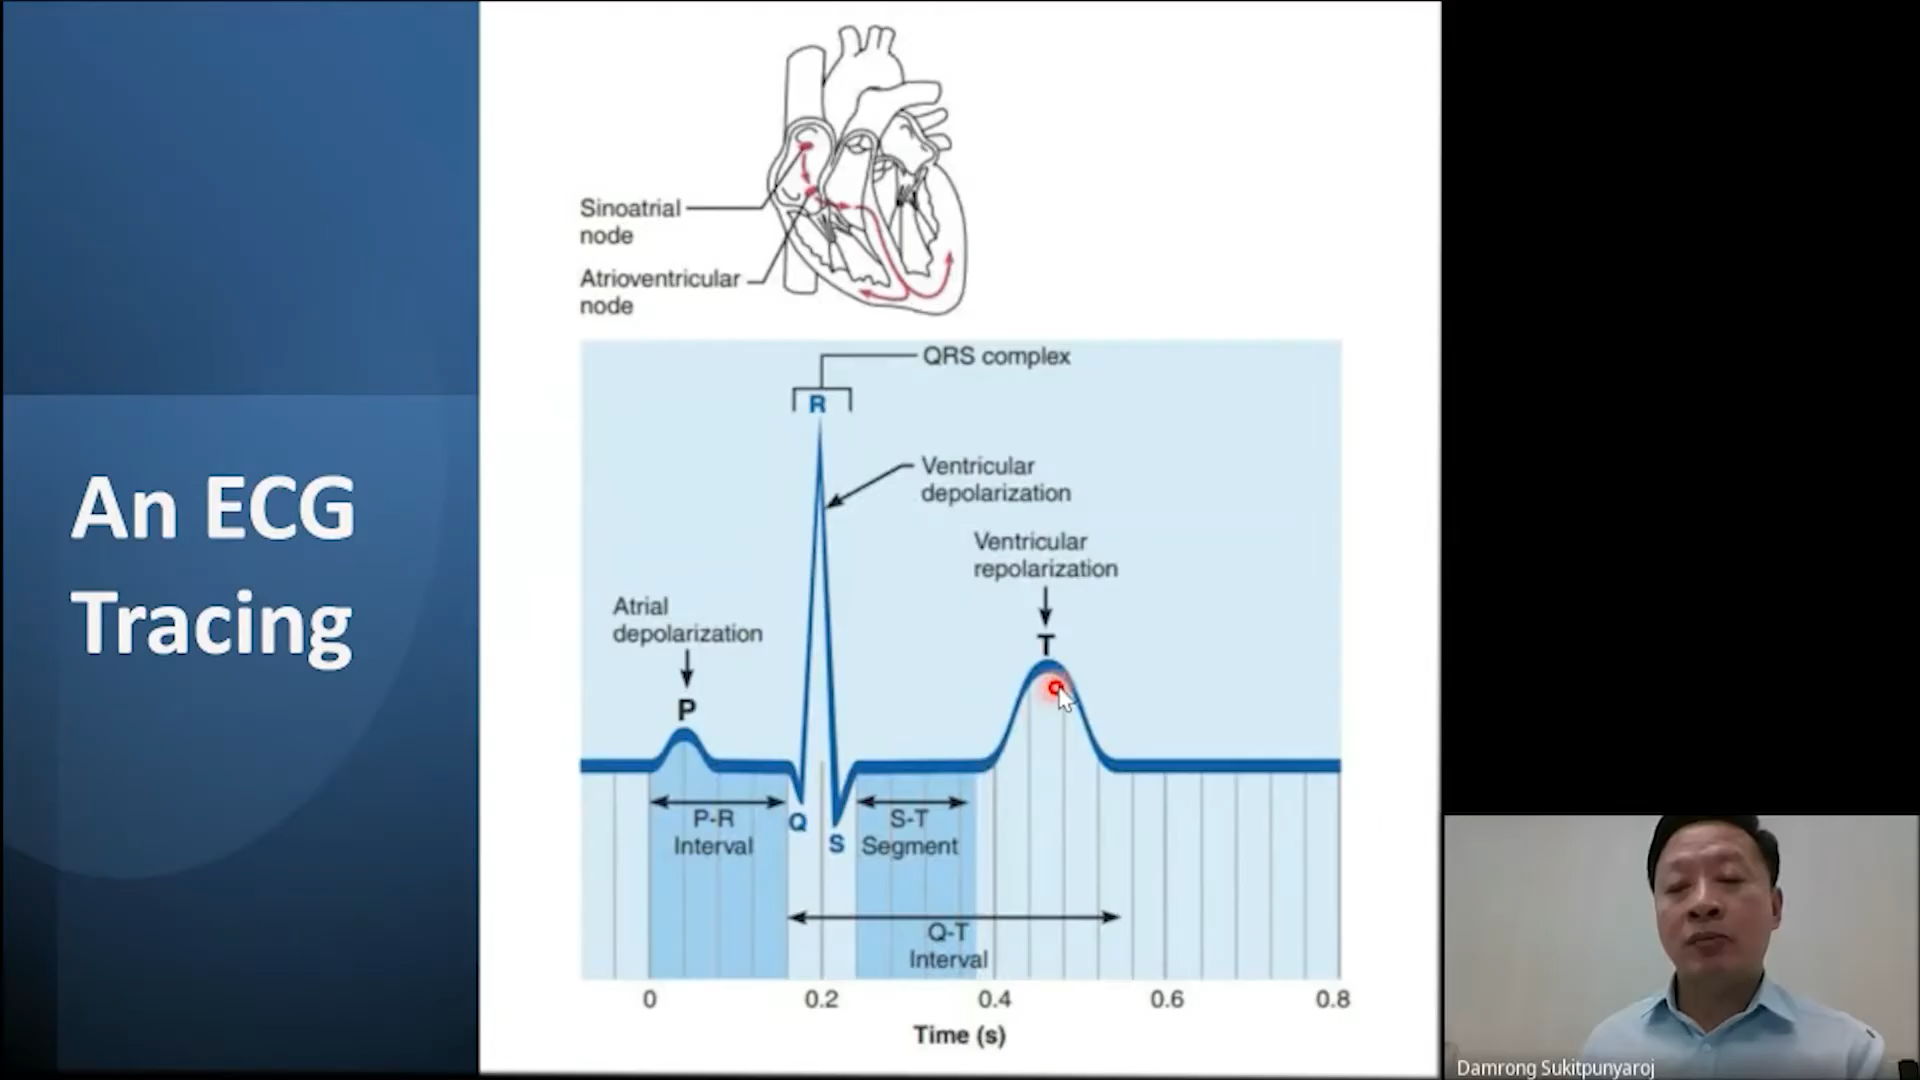 An ECG
Tracing
Sinoatrial
node
Atrioventricular
node
QRS complex
R
Ventricular
depolarization
Ventricular
repolarization
T
Atrial
depolarization
P
P-R
Interval
Q
S
S-T
Segment
Q-T
Interval
0 0.2 0.4 0.6 0.8
Time (s)
Damrong Sukitpunyaroj